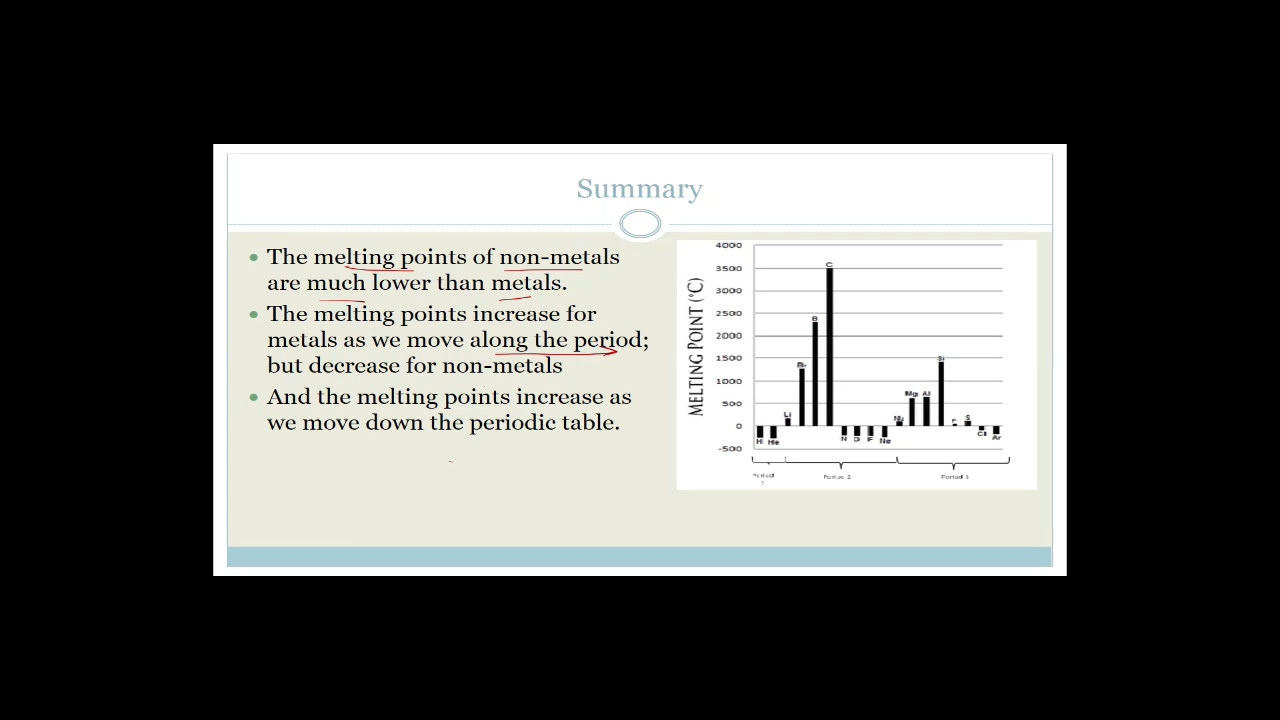 Summary
The melting points of non-metals
are much lower than metals.
The melting points increase for
metals as we move along the period;
but decrease for non-metals
And the melting points increase as
we move down the periodic table.
MELTING POINT (°C)
4000
3500
3000
2500
2000
1500
1000
500
0
-500
H He Li B C N O F Ne Mg Al Si S Cl Ar
Period 1
Period 2
Period 3